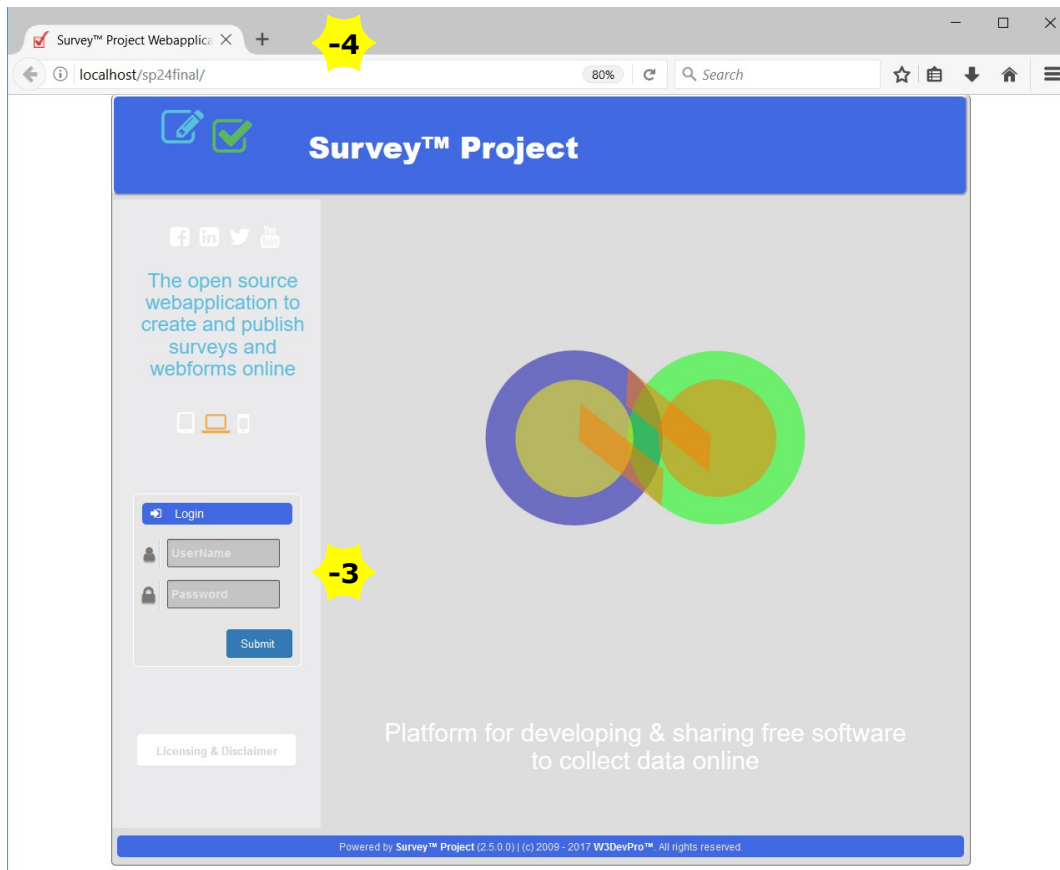 Survey™ Project Webapplica
-4
localhost/sp24final/
80%
Search
Survey™ Project
You
Tube
The open source
webapplication to
create and publish
surveys and
webforms online
Login
UserName
-3
Password
Submit
Licensing & Disclaimer
Platform for developing & sharing free software
to collect data online
Powered by Survey™ Project (2.5.0.0) | (c) 2009 - 2017 W3DevPro™. All rights reserved.